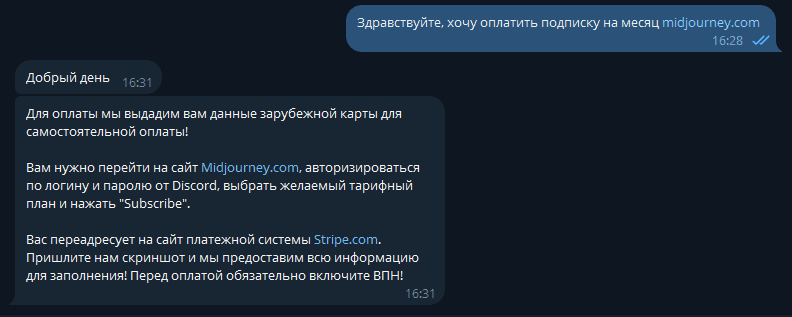 Здравствуйте, хочу оплатить подписку на месяц midjourney.com
16:28
Добрый день
16:31
Для оплаты мы выдадим вам данные зарубежной карты для
самостоятельной оплаты!
Вам нужно перейти на сайт Midjourney.com, авторизироваться
по логину и паролю от Discord, выбрать желаемый тарифный
план и нажать "Subscribe".
Вас переадресует на сайт платежной системы Stripe.com.
Пришлите нам скриншот и мы предоставим всю информацию
для заполнения! Перед оплатой обязательно включите ВПН!
16:31